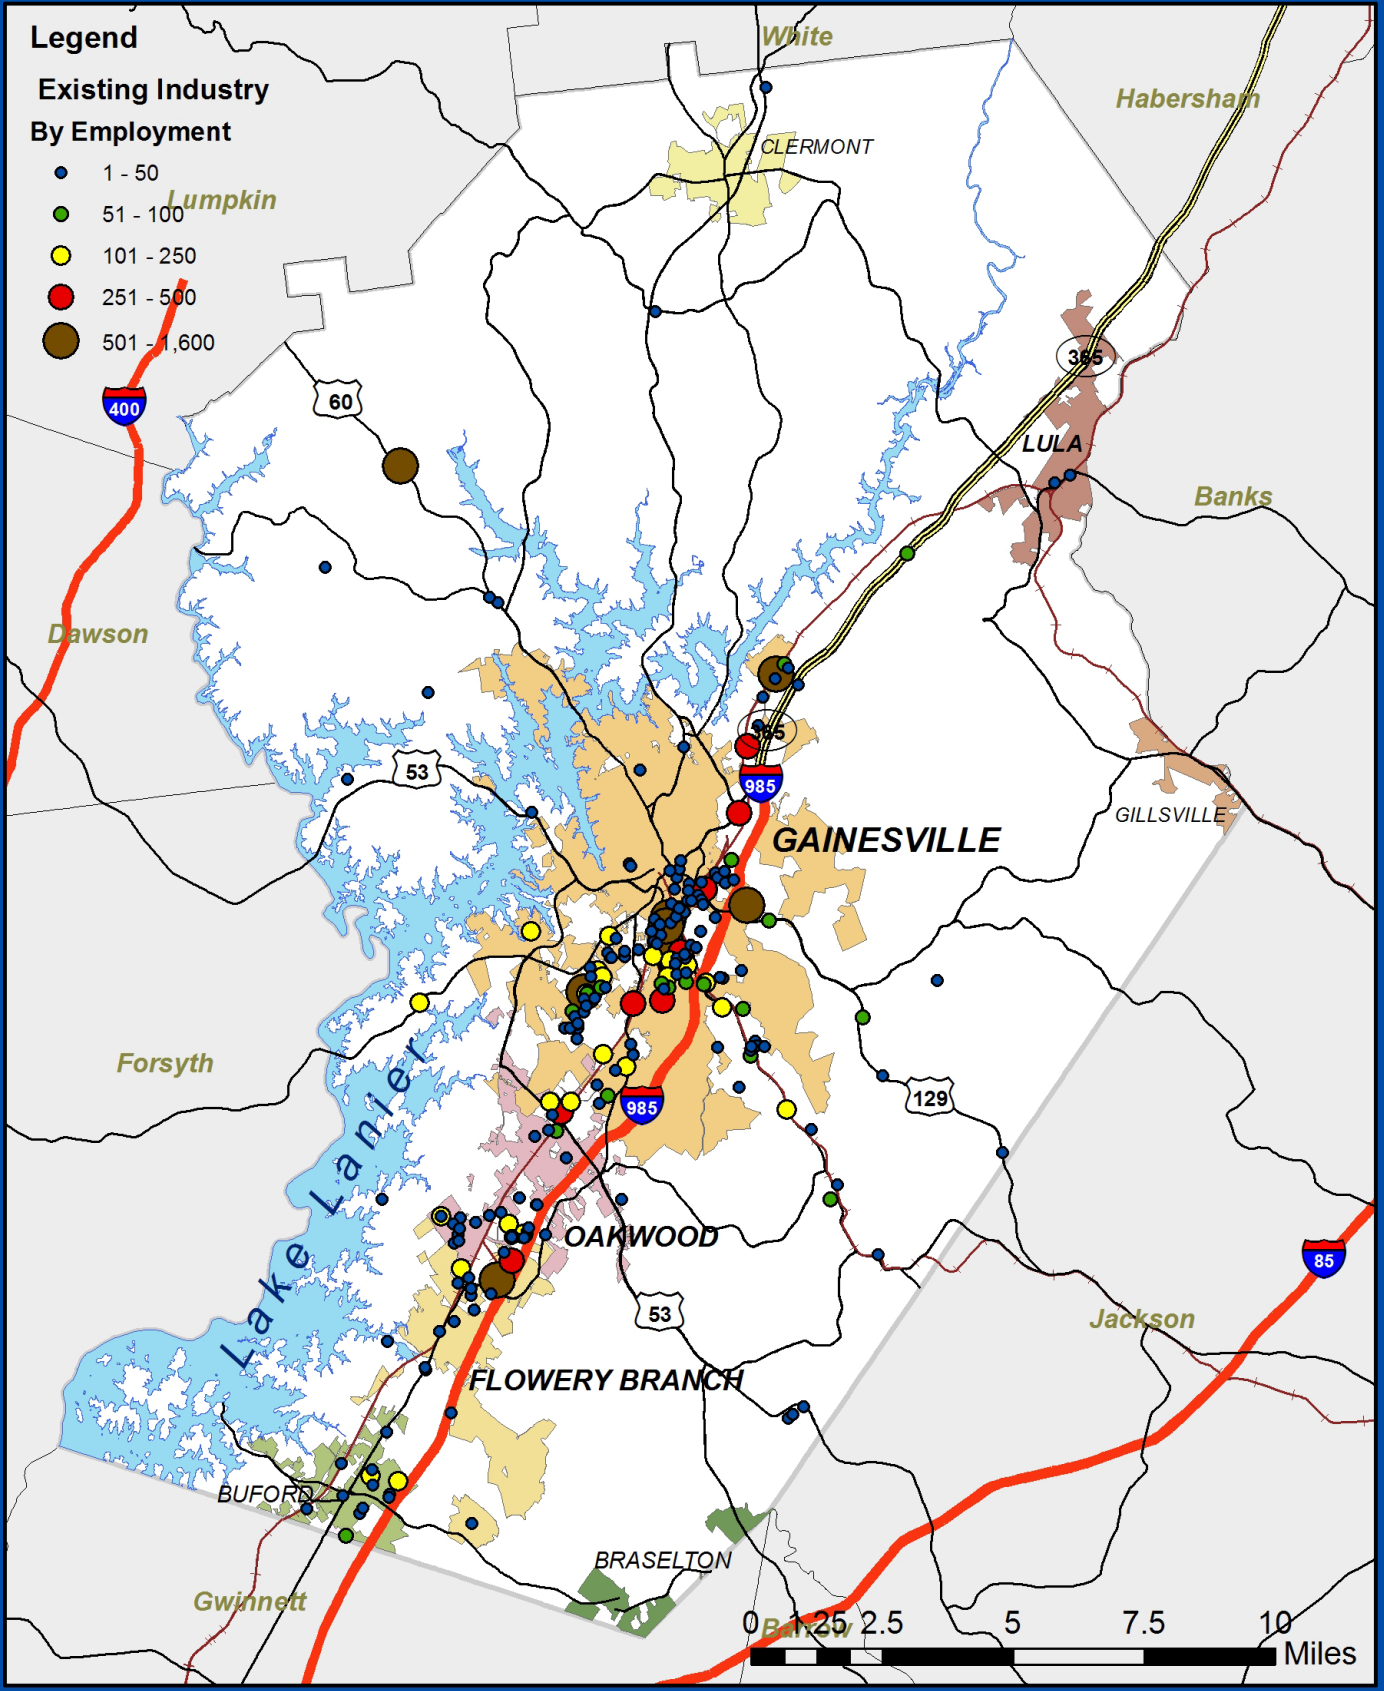 Legend
Existing Industry
By Employment
1 - 50
51 - 100
101 - 250
251 - 500
501 - 1,600
White
Habersham
Lumpkin
CLERMONT
365
400
60
LULA
Banks
Dawson
365
53
985
GILLSVILLE
GAINESVILLE
Forsyth
985
129
Lake Lanier
OAKWOOD
85
53
Jackson
FLOWERY BRANCH
BUFORD
BRASELTON
Gwinnett
Barrow
0 1.25 2.5 5 7.5 10
Miles